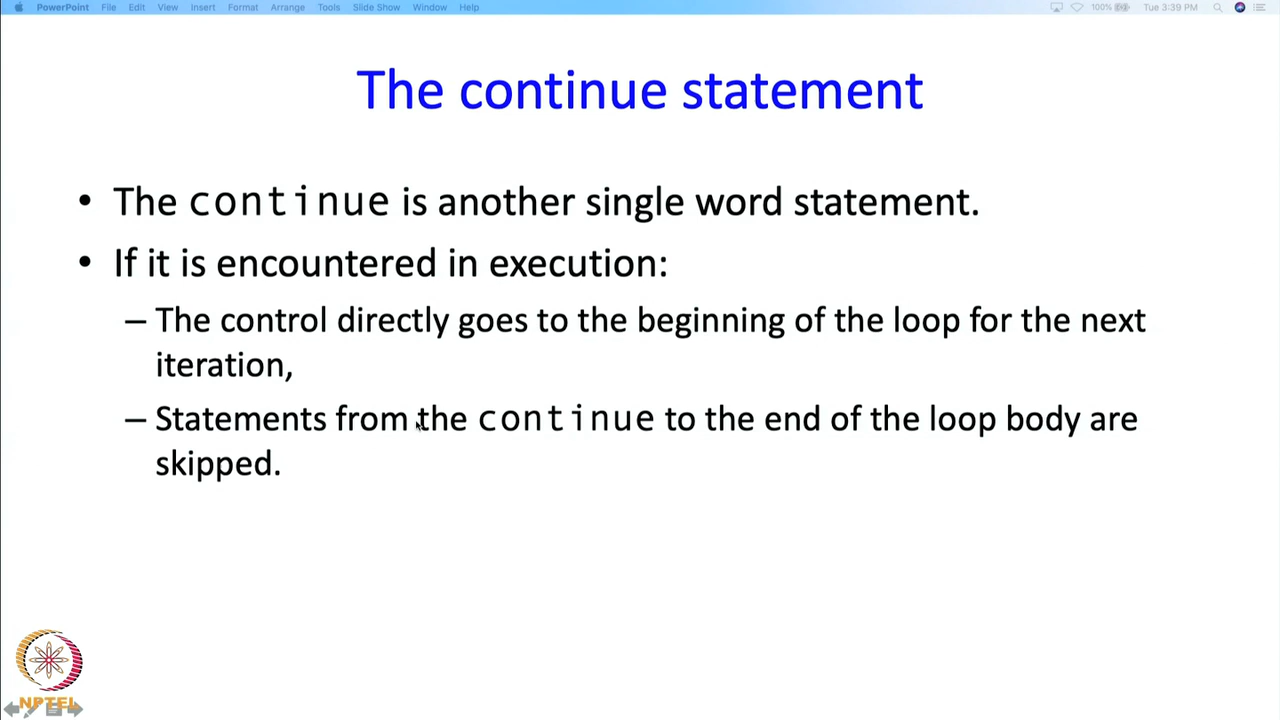 PowerPoint File Edit View Insert Format Arrange Tools Slide Show Window Help 100% Tue 3:39 PM
The continue statement
• The continue is another single word statement.
• If it is encountered in execution:
– The control directly goes to the beginning of the loop for the next
iteration,
– Statements from the continue to the end of the loop body are
skipped.
NPTEL